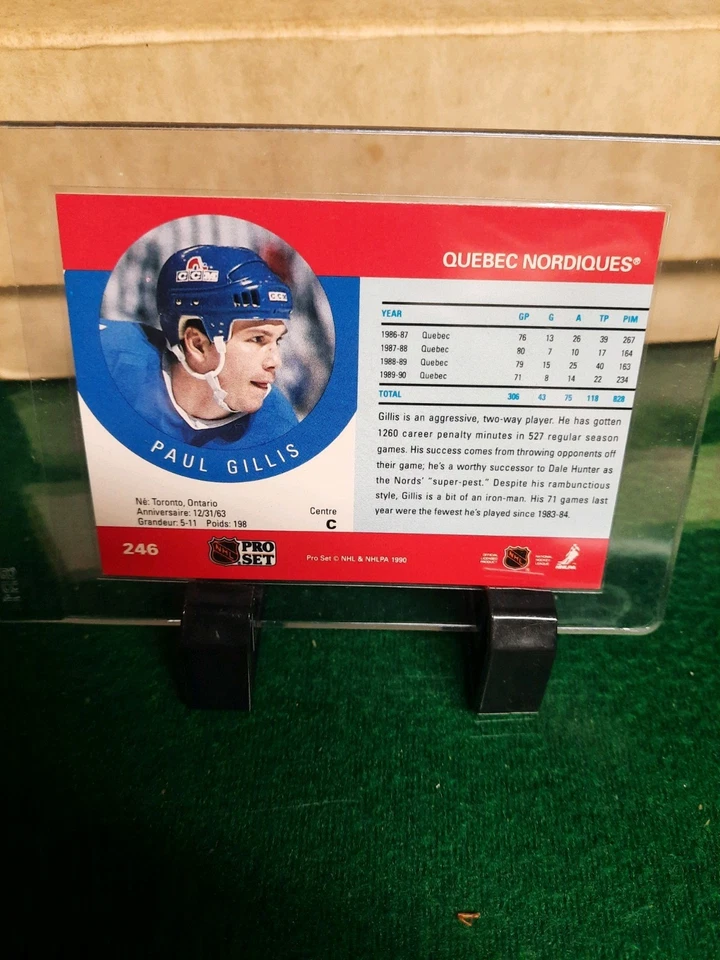 QUEBEC NORDIQUES®
CCM
CCM
PAUL GILLIS
Né: Toronto, Ontario
Anniversaire: 12/31/63
Grandeur: 5-11 Poids: 198
Centre
C
YEAR GP G A TP PIM
1986-87 Quebec 76 13 26 39 267
1987-88 Quebec 80 7 10 17 164
1988-89 Quebec 79 15 25 40 163
1989-90 Quebec 71 8 14 22 234
TOTAL 306 43 75 118 828
Gillis is an aggressive, two-way player. He has gotten
1260 career penalty minutes in 527 regular season
games. His success comes from throwing opponents off
their game; he's a worthy successor to Dale Hunter as
the Nords' "super-pest." Despite his rambunctious
style, Gillis is a bit of an iron-man. His 71 games last
year were the fewest he's played since 1983-84.
246
NHL
PRO
SET
Pro Set © NHL & NHLPA 1990
NHL
NATIONAL
HOCKEY
LEAGUE
NHLPA